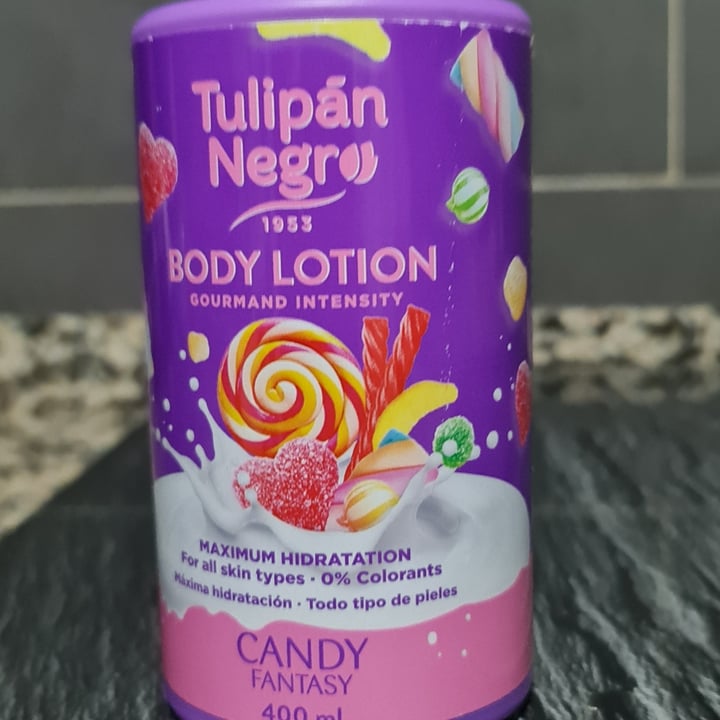 Tulipán
Negro
1953
BODY LOTION
GOURMAND INTENSITY
MAXIMUM HIDRATATION
For all skin types · 0% Colorants
Máxima hidratación · Todo tipo de pieles
CANDY
FANTASY
400 ml